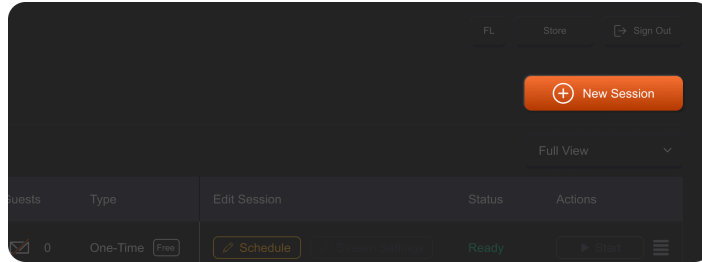 FL Store Sign Out
New Session
Full View
Guests Type Edit Session Status Actions
0 One-Time Free Schedule Ready Start